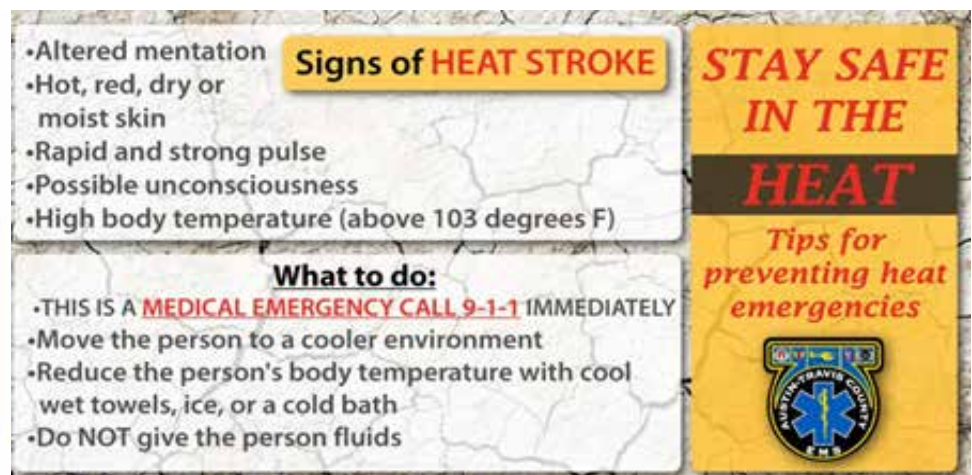 •Altered mentation
•Hot, red, dry or
moist skin
•Rapid and strong pulse
•Possible unconsciousness
•High body temperature (above 103 degrees F)
Signs of HEAT STROKE
What to do:
•THIS IS A MEDICAL EMERGENCY CALL 9-1-1 IMMEDIATELY
•Move the person to a cooler environment
•Reduce the person's body temperature with cool
wet towels, ice, or a cold bath
•Do NOT give the person fluids
STAY SAFE
IN THE
HEAT
Tips for
preventing heat
emergencies
AUSTIN-TRAVIS COUNTY
EMS